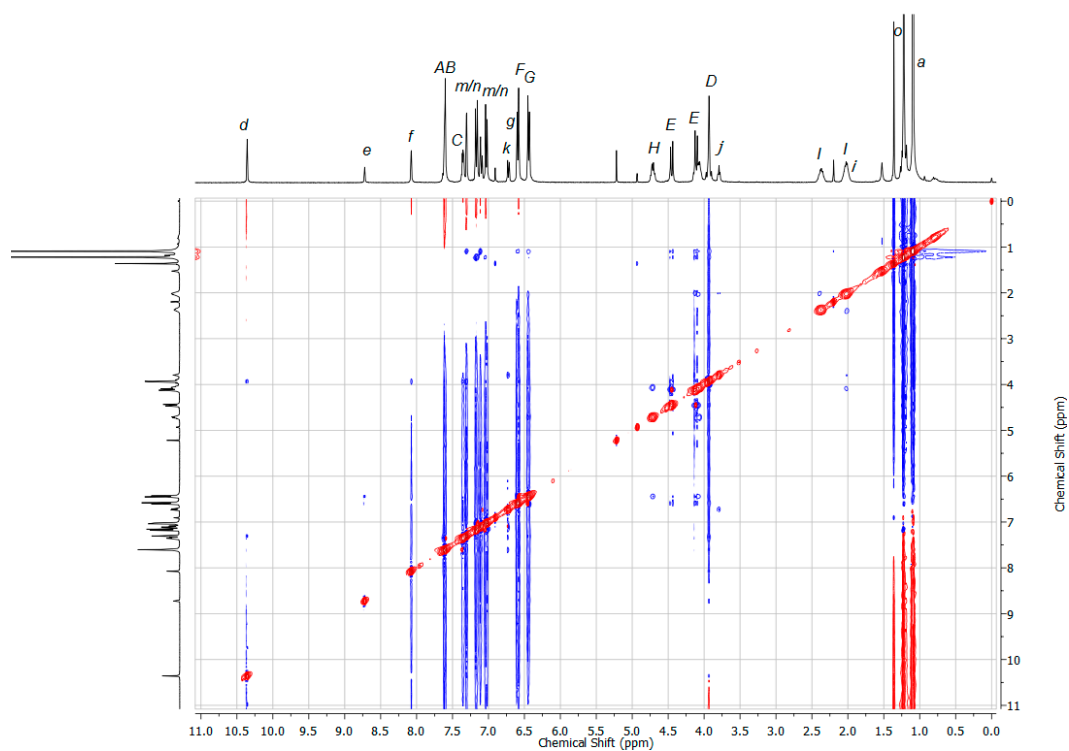 o
a
AB
F
G
m/n
m/n
D
d
f
g
E
E
C
e
k
H
j
I
I
i
0
1
2
3
4
5
6
7
8
9
10
11
Chemical Shift (ppm)
11.0 10.5 10.0 9.5 9.0 8.5 8.0 7.5 7.0 6.5 6.0 5.5 5.0 4.5 4.0 3.5 3.0 2.5 2.0 1.5 1.0 0.5 0.0
Chemical Shift (ppm)